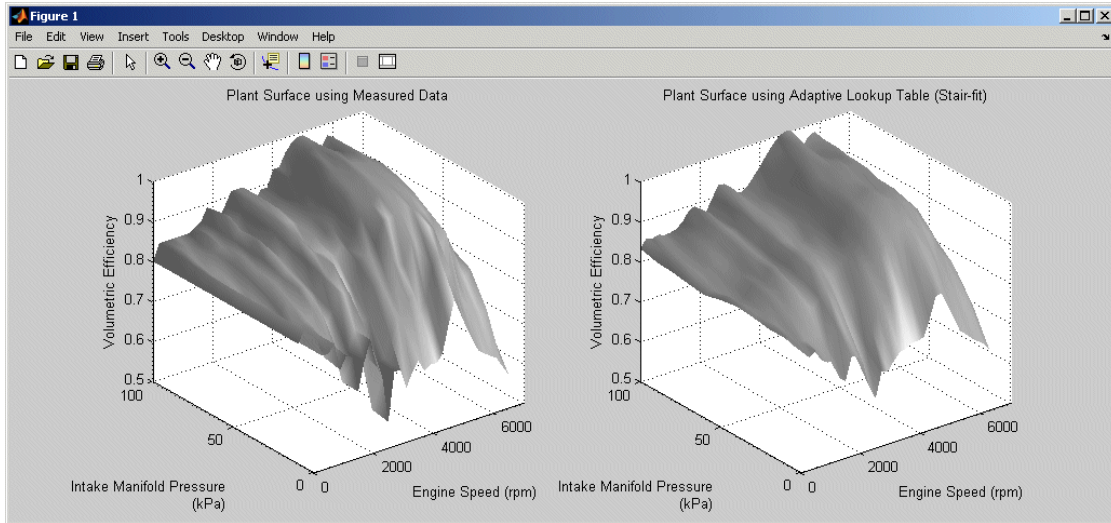 Figure 1
File Edit View Insert Tools Desktop Window Help
Plant Surface using Measured Data
1
0.9
0.8
0.7
0.6
0.5
Volumetric Efficiency
100
50
0
Intake Manifold Pressure
(kPa)
0
2000
4000
6000
Engine Speed (rpm)
Plant Surface using Adaptive Lookup Table (Stair-fit)
1
0.9
0.8
0.7
0.6
0.5
Volumetric Efficiency
100
50
0
Intake Manifold Pressure
(kPa)
0
2000
4000
6000
Engine Speed (rpm)